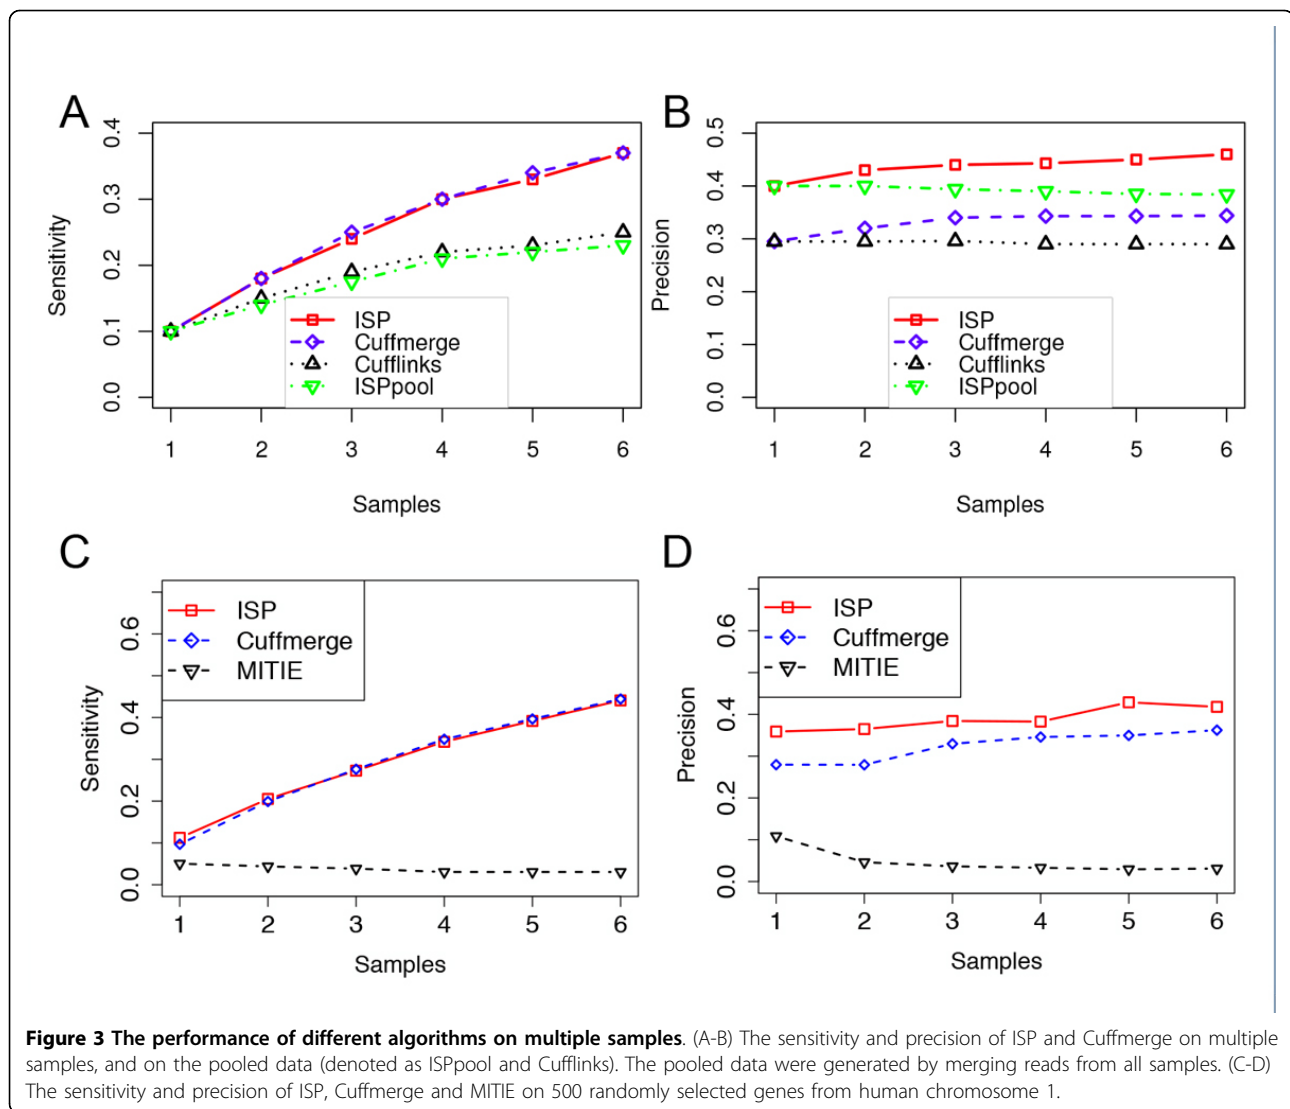 A
B
0.4
0.3
0.2
0.1
0.0
Sensitivity
ISP
Cuffmerge
Cufflinks
ISPpool
1 2 3 4 5 6
Samples
0.5
0.4
0.3
0.2
0.1
0.0
Precision
ISP
Cuffmerge
Cufflinks
ISPpool
1 2 3 4 5 6
Samples
C
D
ISP
Cuffmerge
MITIE
0.6
0.4
0.2
0.0
Sensitivity
1 2 3 4 5 6
Samples
ISP
Cuffmerge
MITIE
0.6
0.4
0.2
0.0
Precision
1 2 3 4 5 6
Samples
Figure 3 The performance of different algorithms on multiple samples. (A-B) The sensitivity and precision of ISP and Cuffmerge on multiple
samples, and on the pooled data (denoted as ISPpool and Cufflinks). The pooled data were generated by merging reads from all samples. (C-D)
The sensitivity and precision of ISP, Cuffmerge and MITIE on 500 randomly selected genes from human chromosome 1.